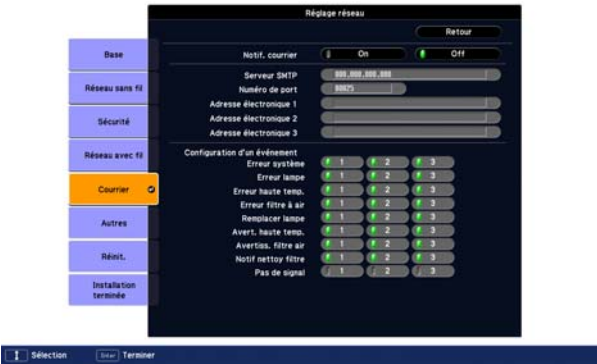 Réglage réseau
Retour
Base
Réseau sans fil
Sécurité
Réseau avec fil
Courrier
Autres
Réinit.
Installation
terminée
Notif. courrier On Off
Serveur SMTP 000.000.000.000
Numéro de port 00025
Adresse électronique 1
Adresse électronique 2
Adresse électronique 3
Configuration d'un événement
Erreur système 1 2 3
Erreur lampe 1 2 3
Erreur haute temp. 1 2 3
Erreur filtre à air 1 2 3
Remplacer lampe 1 2 3
Avert. haute temp. 1 2 3
Avertiss. filtre air 1 2 3
Notif nettoy filtre 1 2 3
Pas de signal 1 2 3
Sélection Enter Terminer